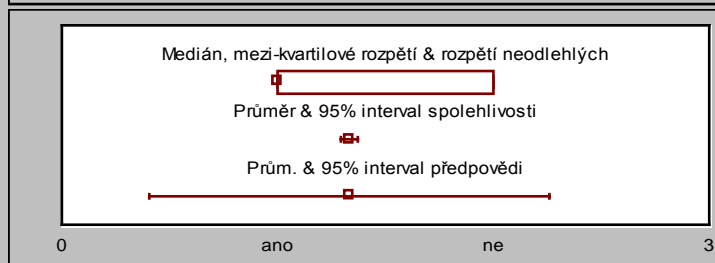 Medián, mezi-kvartilové rozpětí & rozpětí neodlehlých
Průměr & 95% interval spolehlivosti
Prům. & 95% interval předpovědi
0 ano ne 3